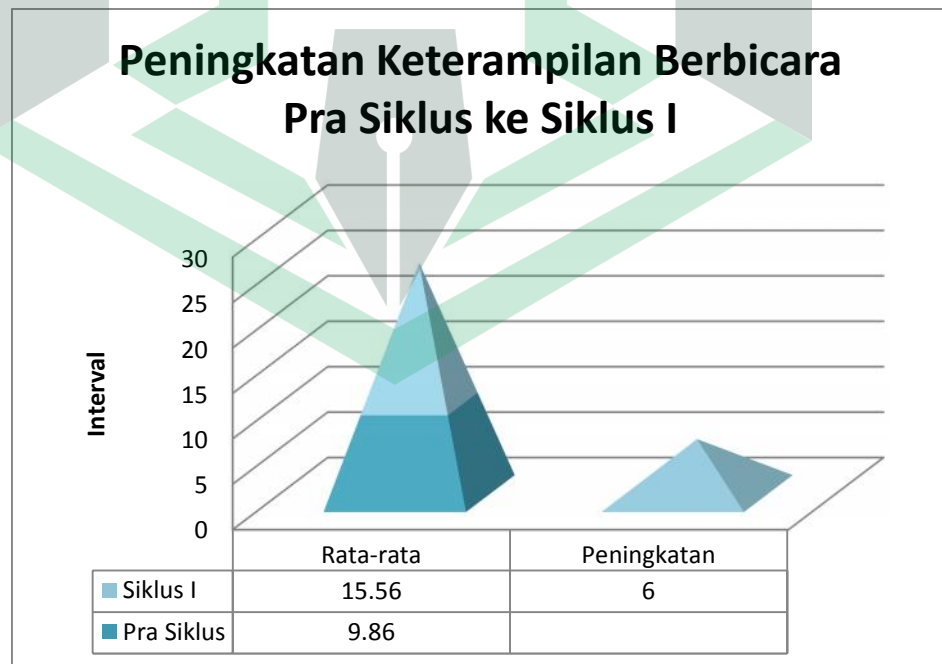 Peningkatan Keterampilan Berbicara
Pra Siklus ke Siklus I
30
25
20
15
10
5
0
Interval
Rata-rata Peningkatan
Siklus I 15.56 6
Pra Siklus 9.86